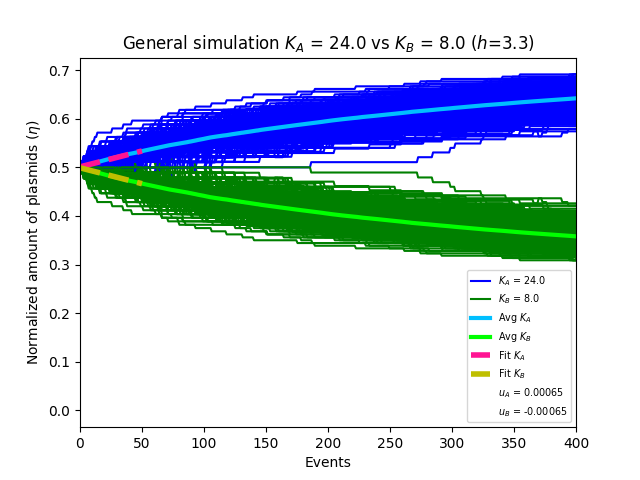 General simulation K_A = 24.0 vs K_B = 8.0 (h=3.3)
Normalized amount of plasmids (η)
0.7
0.6
0.5
0.4
0.3
0.2
0.1
0.0
0 50 100 150 200 250 300 350 400
Events
K_A = 24.0
K_B = 8.0
Avg K_A
Avg K_B
Fit K_A
Fit K_B
u_A = 0.00065
u_B = -0.00065